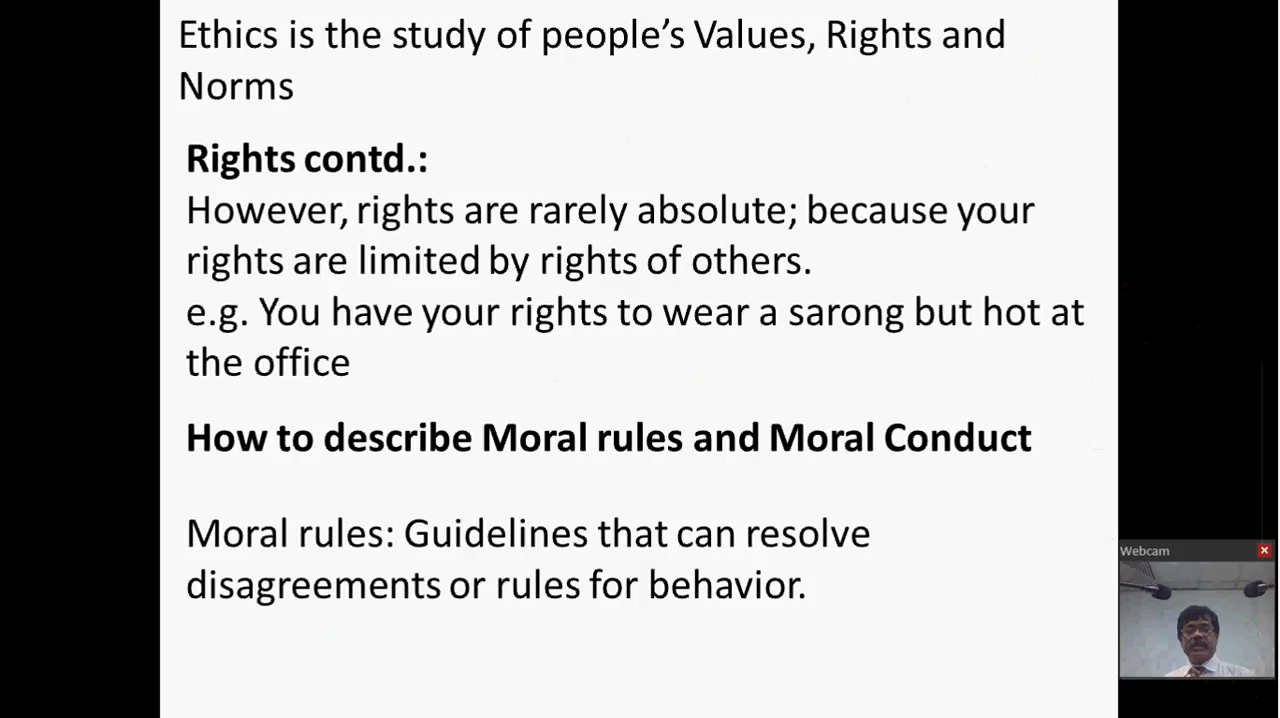 Ethics is the study of people’s Values, Rights and
Norms
Rights contd.:
However, rights are rarely absolute; because your
rights are limited by rights of others.
e.g. You have your rights to wear a sarong but hot at
the office
How to describe Moral rules and Moral Conduct
Moral rules: Guidelines that can resolve
disagreements or rules for behavior.
Webcam